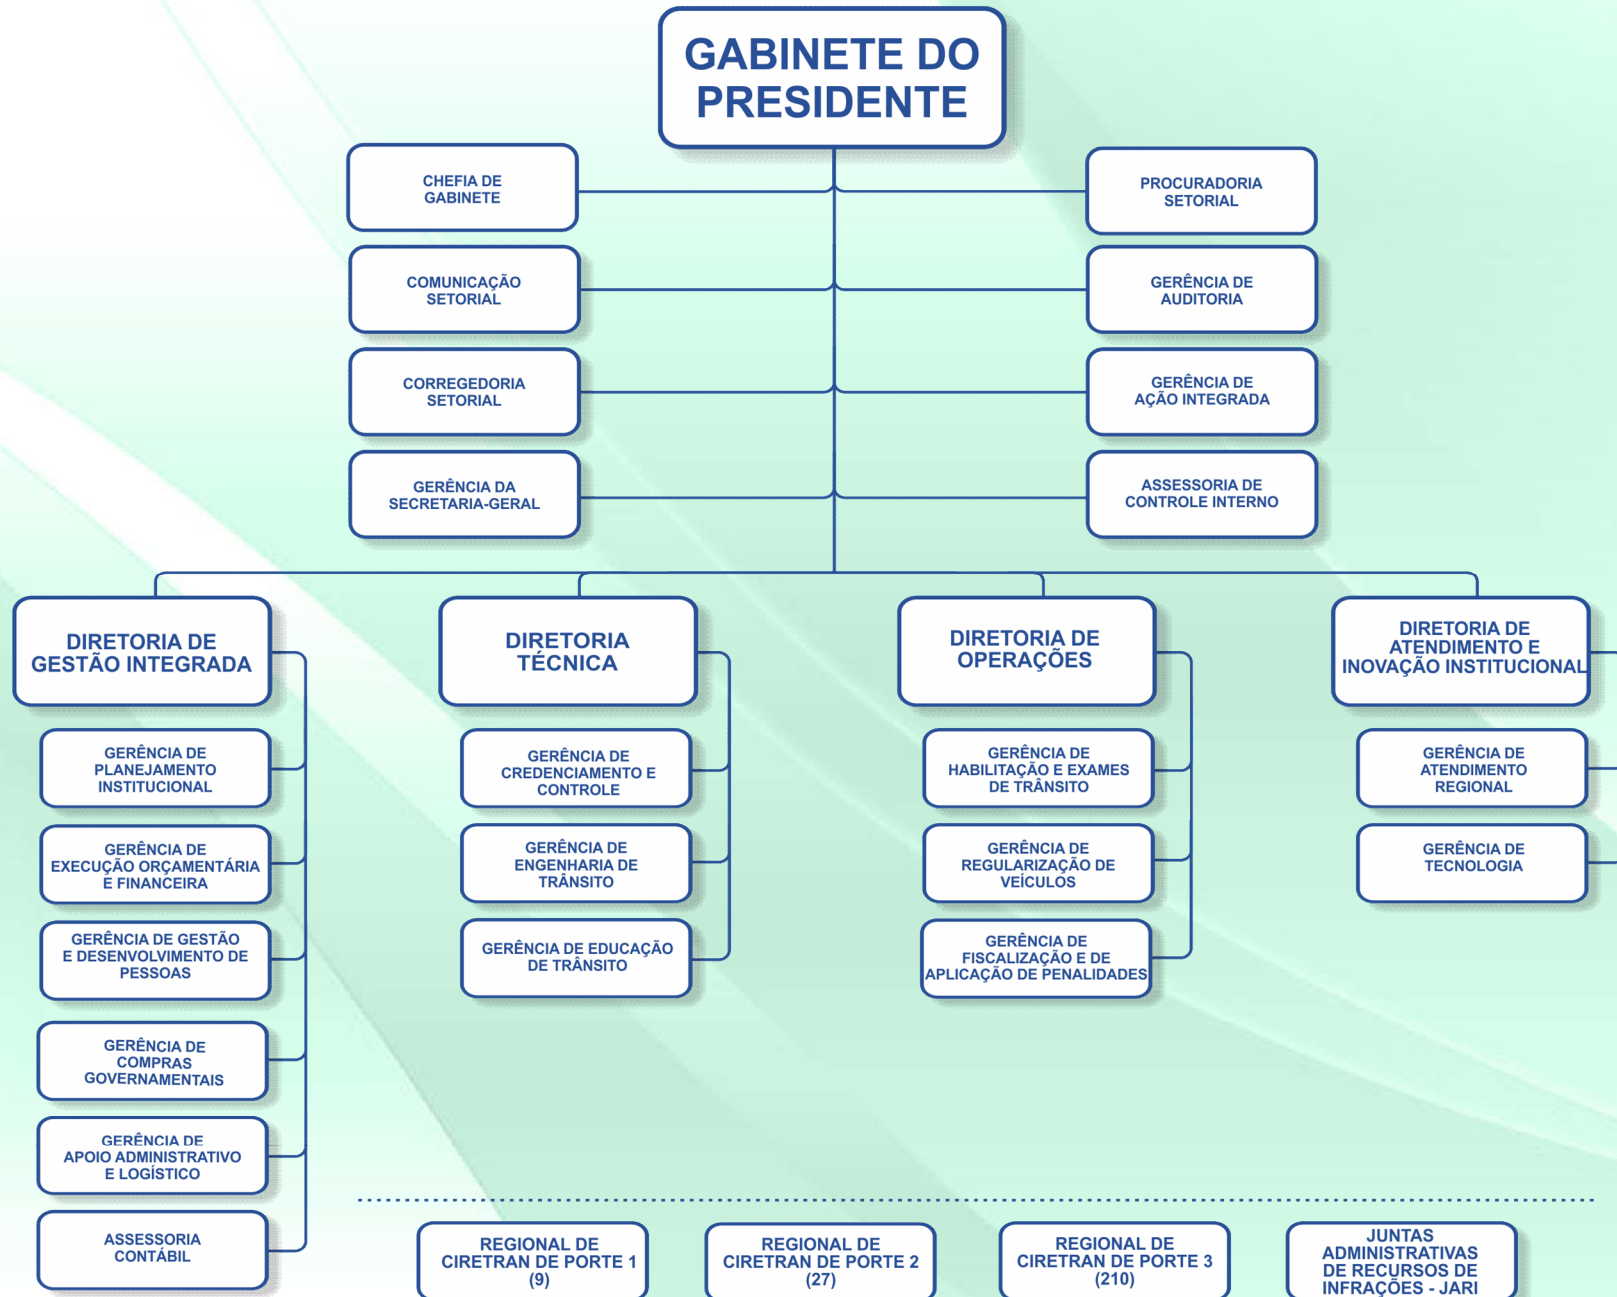 GABINETE DO
PRESIDENTE
CHEFIA DE
GABINETE
PROCURADORIA
SETORIAL
COMUNICAÇÃO
SETORIAL
GERÊNCIA DE
AUDITORIA
CORREGEDORIA
SETORIAL
GERÊNCIA DE
AÇÃO INTEGRADA
GERÊNCIA DA
SECRETARIA-GERAL
ASSESSORIA DE
CONTROLE INTERNO
DIRETORIA DE
GESTÃO INTEGRADA
GERÊNCIA DE
PLANEJAMENTO
INSTITUCIONAL
GERÊNCIA DE
EXECUÇÃO ORÇAMENTÁRIA
E FINANCEIRA
GERÊNCIA DE GESTÃO
E DESENVOLVIMENTO DE
PESSOAS
GERÊNCIA DE
COMPRAS
GOVERNAMENTAIS
GERÊNCIA DE
APOIO ADMINISTRATIVO
E LOGÍSTICO
ASSESSORIA
CONTÁBIL
DIRETORIA
TÉCNICA
GERÊNCIA DE
CREDENCIAMENTO E
CONTROLE
GERÊNCIA DE
ENGENHARIA DE
TRÂNSITO
GERÊNCIA DE EDUCAÇÃO
DE TRÂNSITO
DIRETORIA DE
OPERAÇÕES
GERÊNCIA DE
HABILITAÇÃO E EXAMES
DE TRÂNSITO
GERÊNCIA DE
REGULARIZAÇÃO DE
VEÍCULOS
GERÊNCIA DE
FISCALIZAÇÃO E DE
APLICAÇÃO DE PENALIDADES
DIRETORIA DE
ATENDIMENTO E
INOVAÇÃO INSTITUCIONAL
GERÊNCIA DE
ATENDIMENTO
REGIONAL
GERÊNCIA DE
TECNOLOGIA
REGIONAL DE
CIRETRAN DE PORTE 1
(9)
REGIONAL DE
CIRETRAN DE PORTE 2
(27)
REGIONAL DE
CIRETRAN DE PORTE 3
(210)
JUNTAS
ADMINISTRATIVAS
DE RECURSOS DE
INFRAÇÕES - JARI